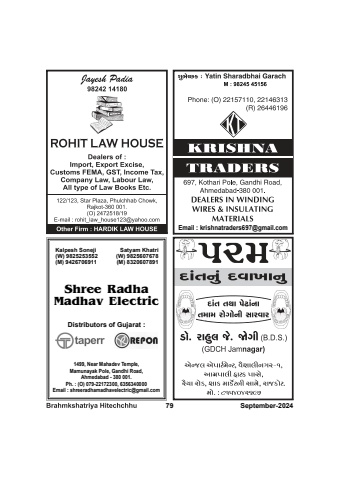 Jayesh Padia
98242 14180
ROHIT LAW HOUSE
Dealers of :
Import, Export Excise,
Customs FEMA, GST, Income Tax,
Company Law, Labour Law,
All type of Law Books Etc.
122/123, Star Plaza, Phulchhab Chowk,
Rajkot-360 001.
(O) 2472518/19
E-mail : rohit_law_house123@yahoo.com
Other Firm : HARDIK LAW HOUSE
પુરૂષોત્તમ : Yatin Sharadbhai Garach
M : 98245 45156
Phone: (O) 22157110, 22146313
(R) 26446196
KRISHNA
TRADERS
697, Kothari Pole, Gandhi Road,
Ahmedabad-380 001.
DEALERS IN WINDING
WIRES & INSULATING
MATERIALS
Email : krishnatraders697@gmail.com
Kalpesh Soneji
(W) 9825253552
(M) 9426706911
Satyam Khatri
(W) 9825607678
(M) 8320607891
Shree Radha
Madhav Electric
Distributors of Gujarat :
taperr
REPON
1499, Near Mahadev Temple,
Mamunayak Pole, Gandhi Road,
Ahmedabad - 380 001.
Ph. : (O) 079-22172300, 6356340800
Email : shreeradhamadhavelectric@gmail.com
પરમ
દાંતનું દવાખાનુ
દાંત તથા પેઢાંના
તમામ રોગોની સારવાર
ડો. રાહુલ જે. જોગી (B.D.S.)
(GDCH Jamnagar)
એન્જલ એપાર્ટમેન્ટ, વૈશાલીનગર-૧,
આમ્રપાલી ફાટક પાસે,
રૈયા રોડ, શાક માર્કેટની સામે, રાજકોટ.
Brahmkshatriya Hitechchhu
79
September-2024